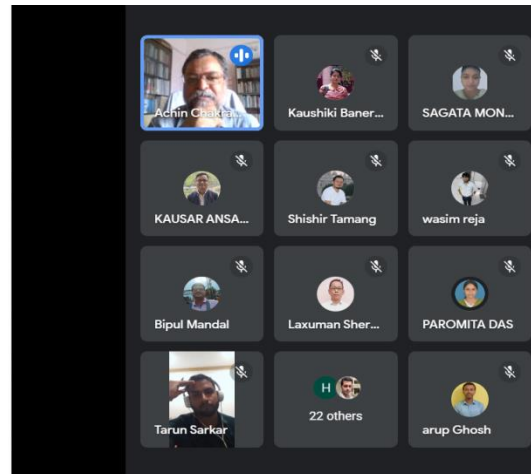 Achin Chakra...
Kaushiki Baner...
SAGATA MON...
KAUSAR ANSA...
Shishir Tamang
wasim reja
Bipul Mandal
Laxuman Sher...
PAROMITA DAS
Tarun Sarkar
H
22 others
arup Ghosh